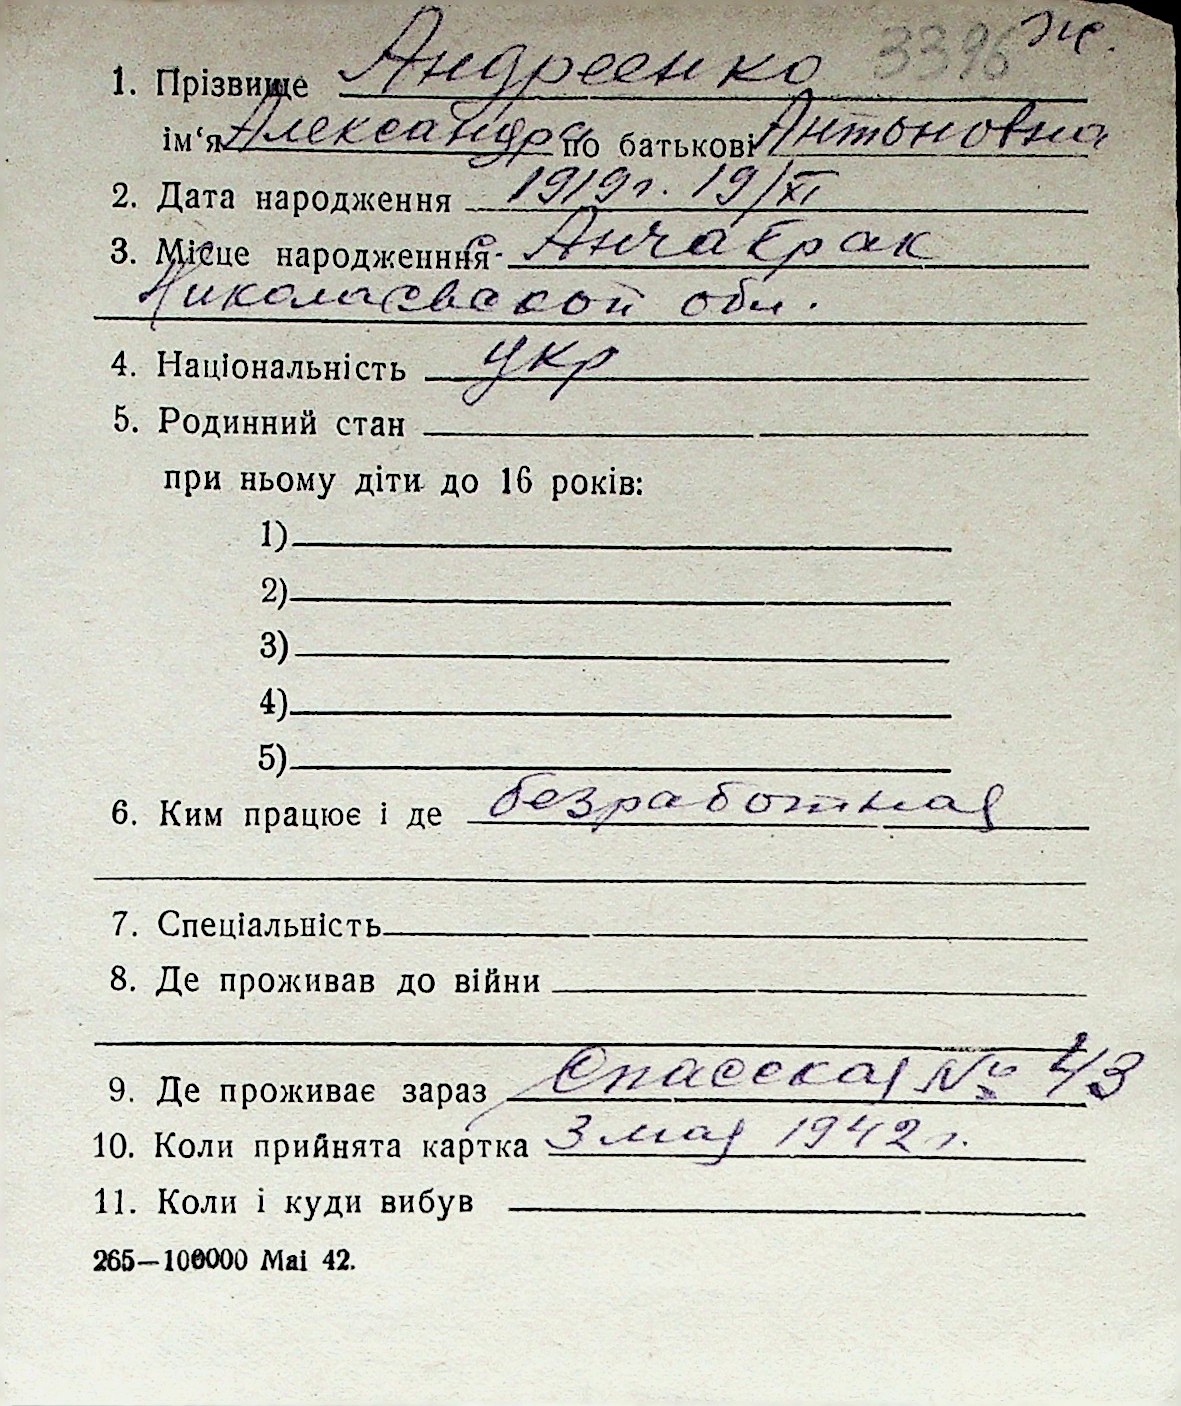 3396 Ж.
1. Прізвище Андреенко
ім‘я Александра по батькові Антоновна
2. Дата народження 1919г. 19/XI
3. Місце народженння с. Анчакрак
Николаевской обл.
4. Національність укр
5. Родинний стан
при ньому діти до 16 років:
1)
2)
3)
4)
5)
6. Ким працює і де безработная
7. Спеціальність
8. Де проживав до війни
9. Де проживає зараз Спасская № 43
10. Коли прийнята картка 3 мая 1942 г.
11. Коли і куди вибув
265—100000 Маі 42.